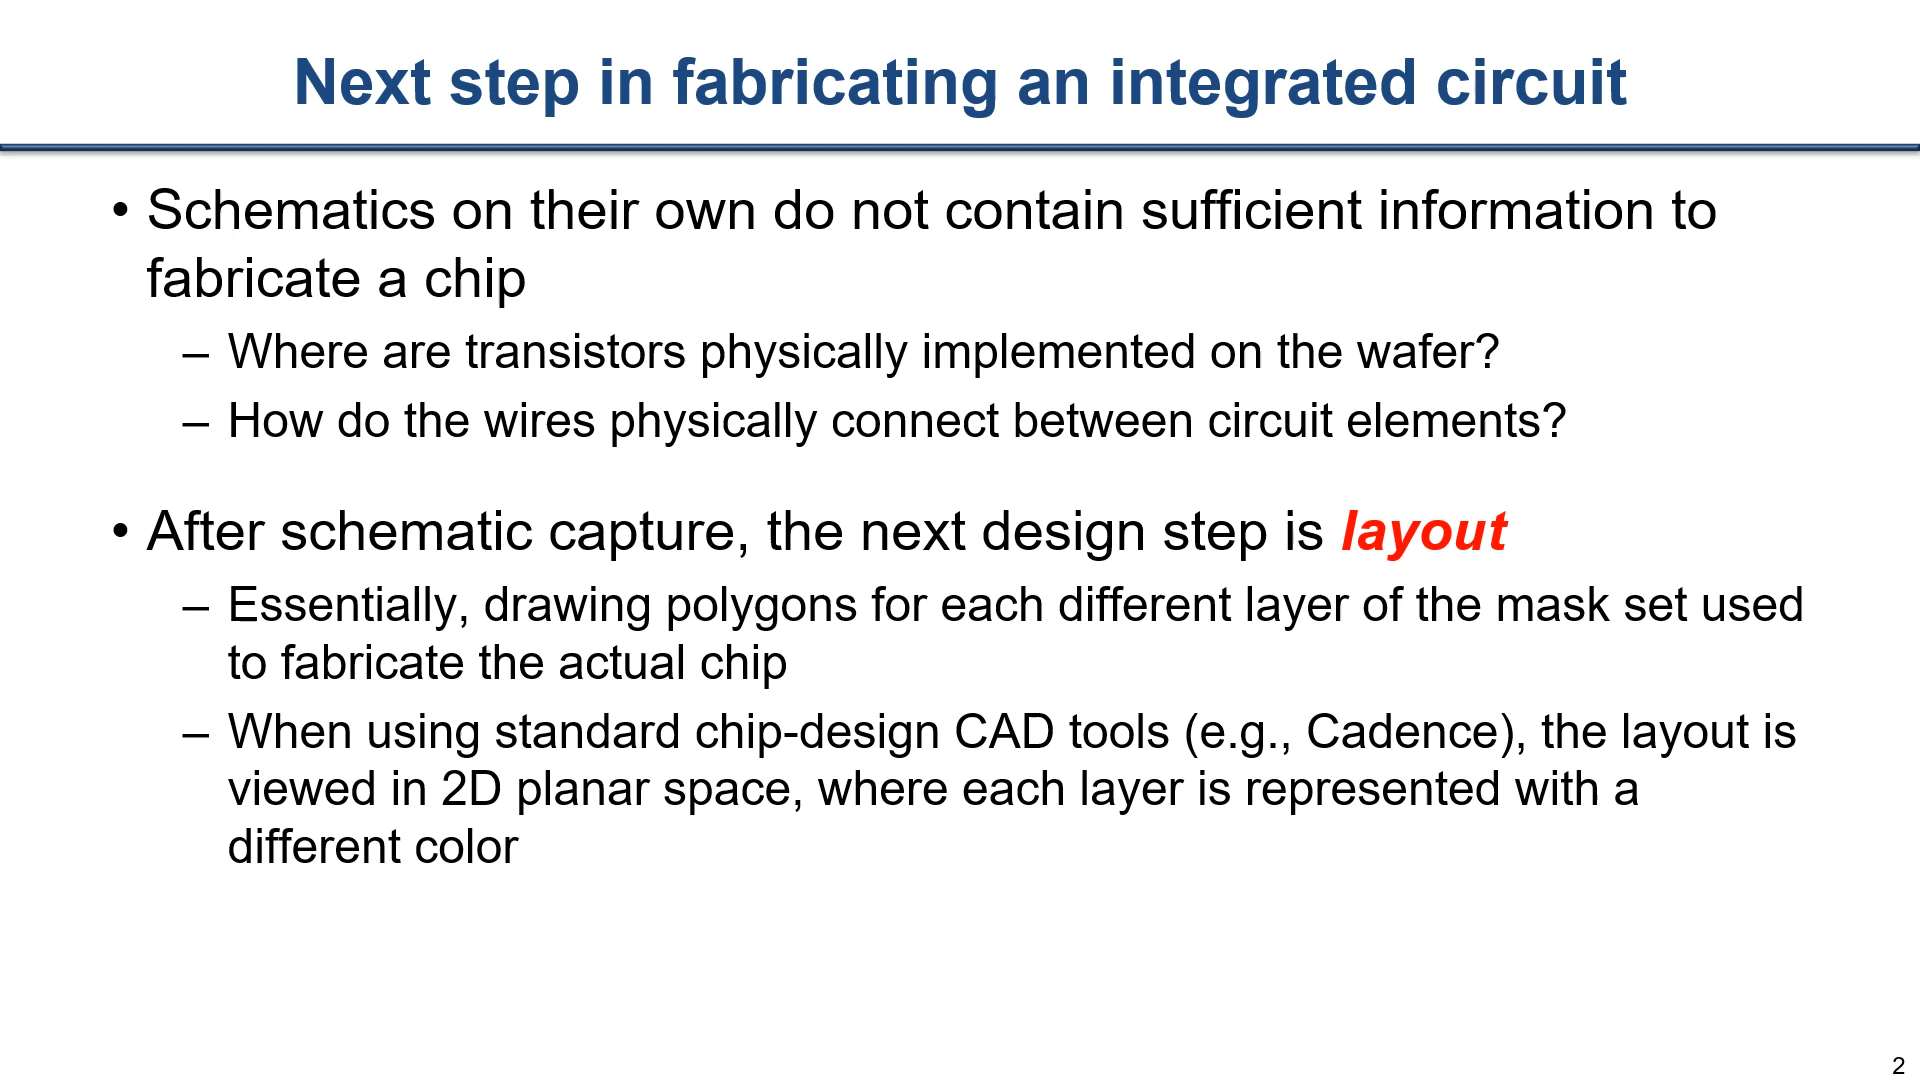 Next step in fabricating an integrated circuit
• Schematics on their own do not contain sufficient information to
fabricate a chip
– Where are transistors physically implemented on the wafer?
– How do the wires physically connect between circuit elements?
• After schematic capture, the next design step is layout
– Essentially, drawing polygons for each different layer of the mask set used
to fabricate the actual chip
– When using standard chip-design CAD tools (e.g., Cadence), the layout is
viewed in 2D planar space, where each layer is represented with a
different color
2